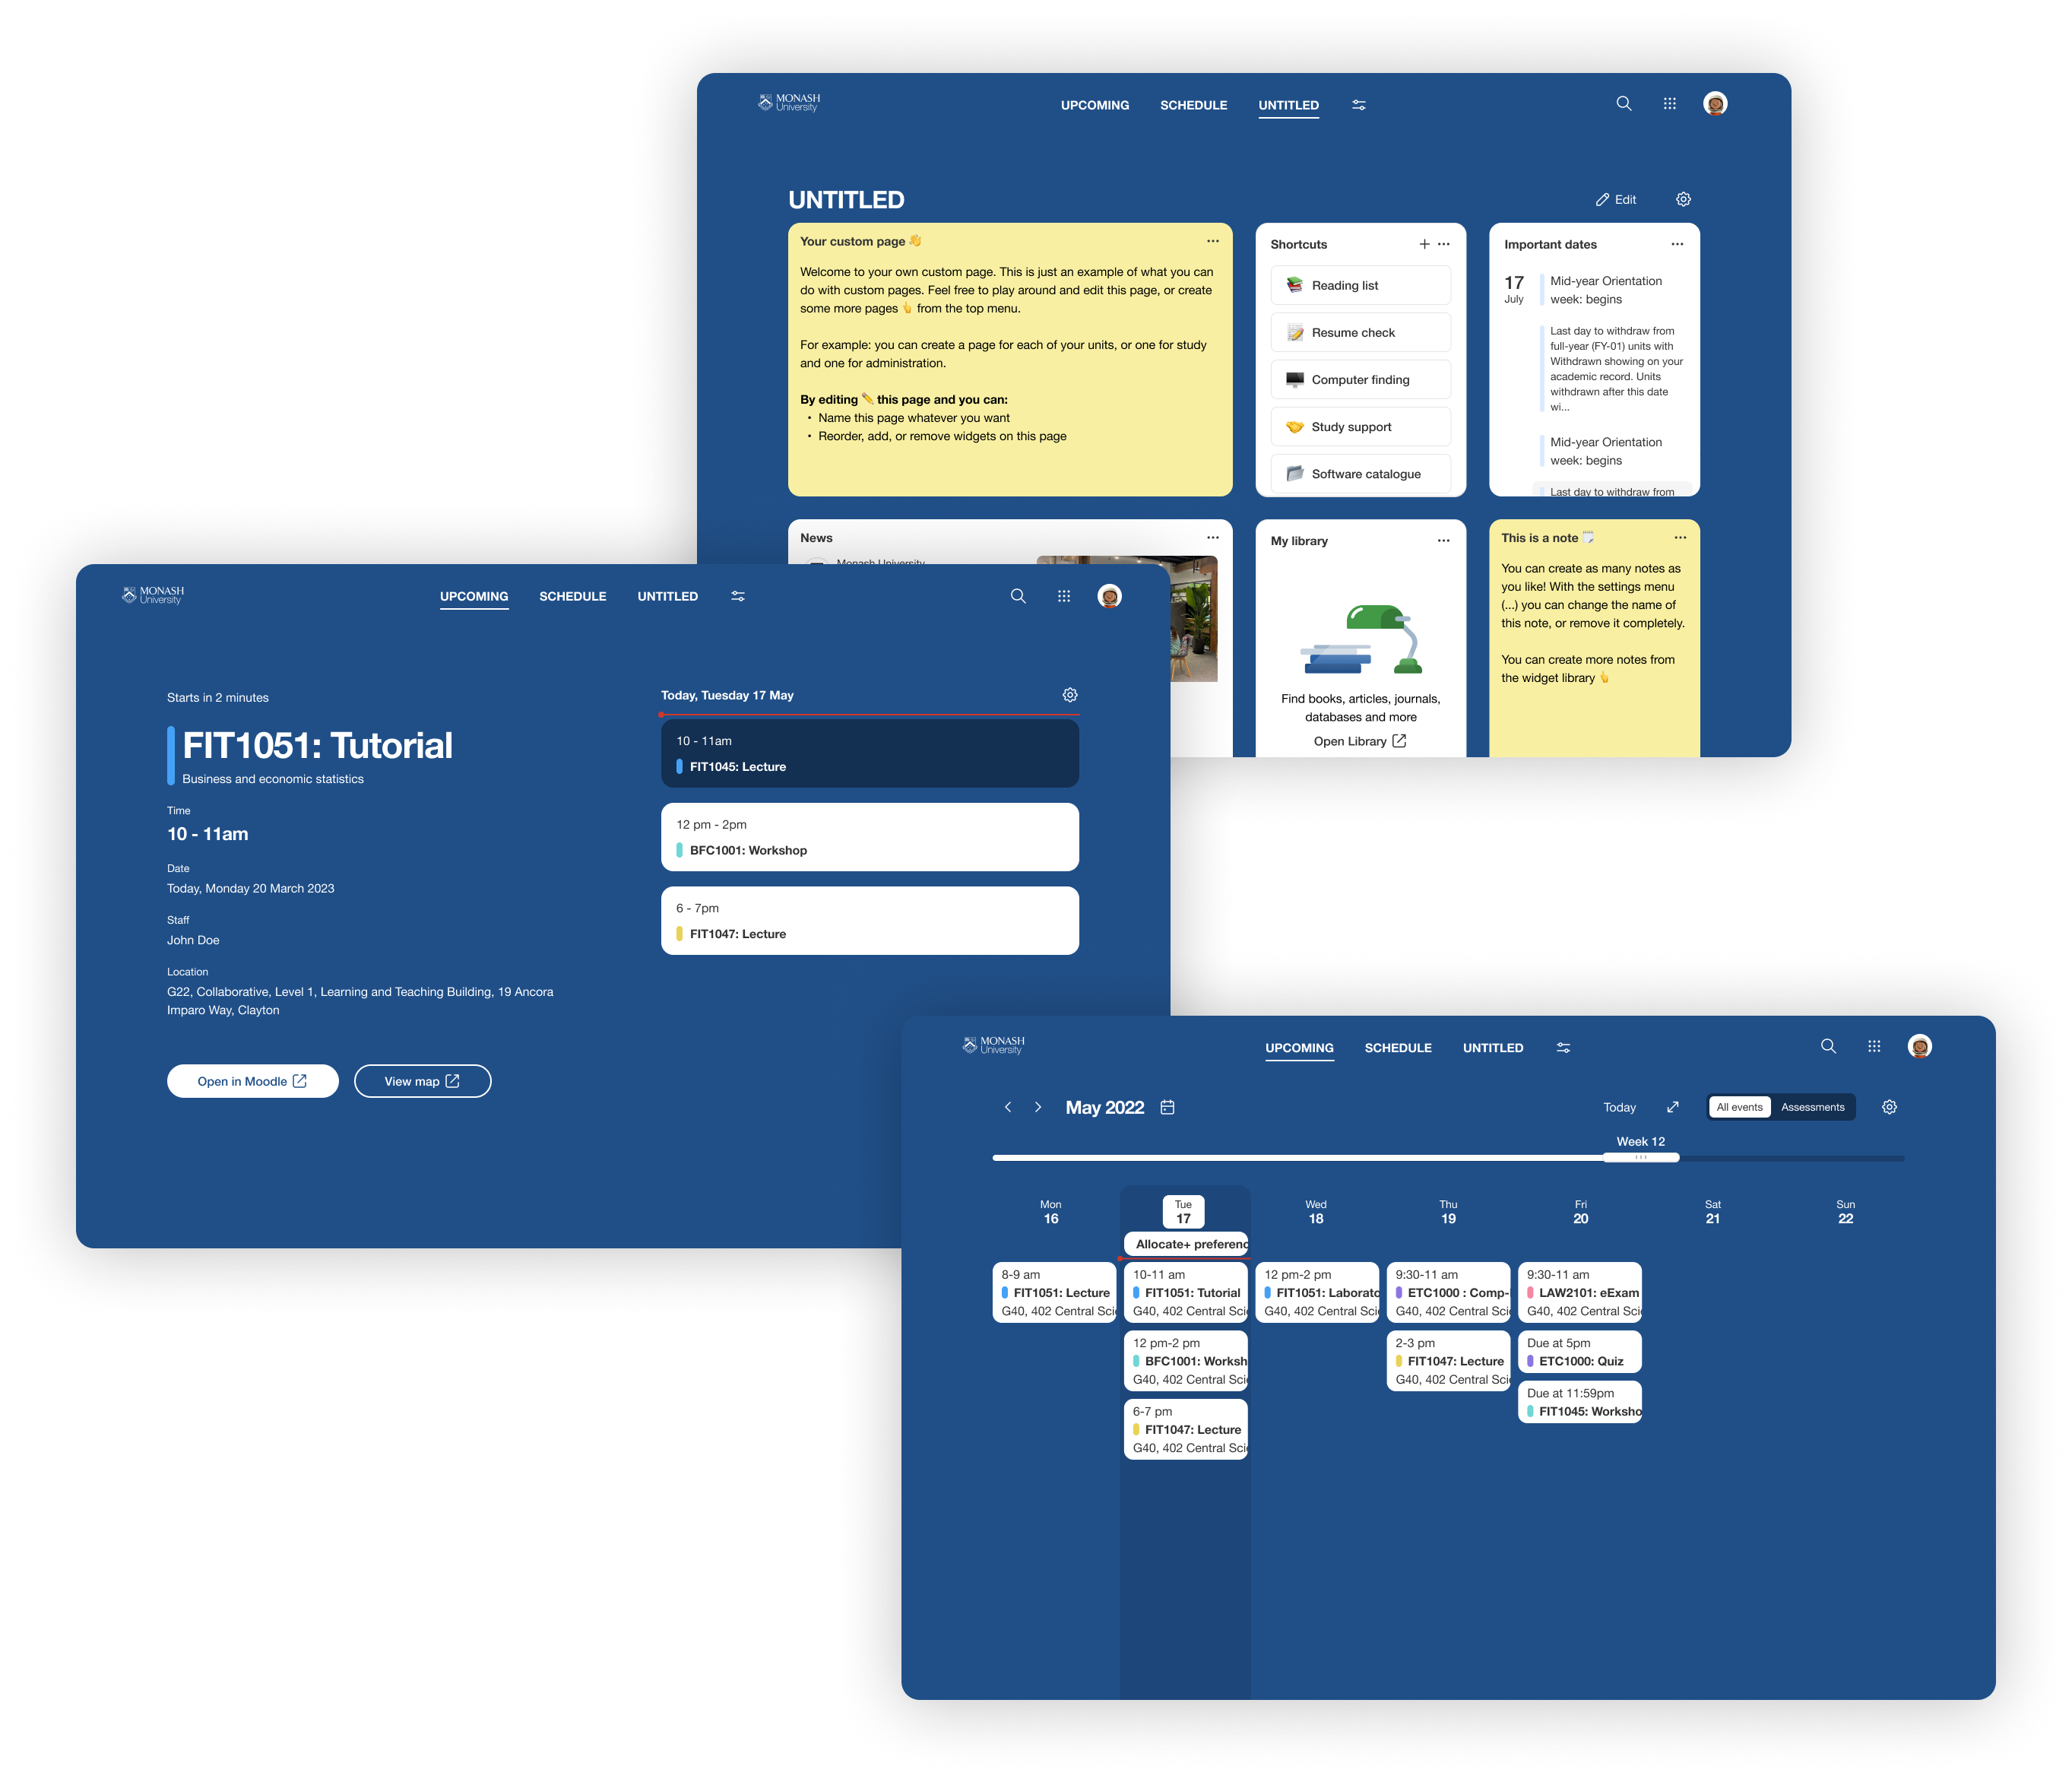 MONASH
University
UPCOMING SCHEDULE UNTITLED
UNTITLED
Edit
Your custom page 👋
Welcome to your own custom page. This is just an example of what you can
do with custom pages. Feel free to play around and edit this page, or create
some more pages 👆 from the top menu.
For example: you can create a page for each of your units, or one for study
and one for administration.
By editing ✏️ this page and you can:
• Name this page whatever you want
• Reorder, add, or remove widgets on this page
Shortcuts
Reading list
Resume check
Computer finding
Study support
Software catalogue
Important dates
17
July
Mid-year Orientation
week: begins
Last day to withdraw from
full-year (FY-01) units with
Withdrawn showing on your
academic record. Units
withdrawn after this date
wi...
Mid-year Orientation
week: begins
Last day to withdraw from
News
Monash University
My library
Find books, articles, journals,
databases and more
Open Library
This is a note 🗒️
You can create as many notes as
you like! With the settings menu
(...) you can change the name of
this note, or remove it completely.
You can create more notes from
the widget library 👆
MONASH
University
UPCOMING SCHEDULE UNTITLED
Starts in 2 minutes
FIT1051: Tutorial
Business and economic statistics
Time
10 - 11am
Date
Today, Monday 20 March 2023
Staff
John Doe
Location
G22, Collaborative, Level 1, Learning and Teaching Building, 19 Ancora
Imparo Way, Clayton
Open in Moodle
View map
Today, Tuesday 17 May
10 - 11am
FIT1045: Lecture
12 pm - 2pm
BFC1001: Workshop
6 - 7pm
FIT1047: Lecture
MONASH
University
UPCOMING SCHEDULE UNTITLED
May 2022
Today
All events
Assessments
Week 12
Mon
16
8-9 am
FIT1051: Lecture
G40, 402 Central Sci
Tue
17
Allocate+ preferenc
10-11 am
FIT1051: Tutorial
G40, 402 Central Sci
12 pm-2 pm
BFC1001: Worksh
G40, 402 Central Sci
6-7 pm
FIT1047: Lecture
G40, 402 Central Sci
Wed
18
12 pm-2 pm
FIT1051: Laborato
G40, 402 Central Sci
Thu
19
9:30-11 am
ETC1000 : Comp-
G40, 402 Central Sci
2-3 pm
FIT1047: Lecture
G40, 402 Central Sci
Fri
20
9:30-11 am
LAW2101: eExam
G40, 402 Central Sci
Due at 5pm
ETC1000: Quiz
Due at 11:59pm
FIT1045: Worksho
Sat
21
Sun
22